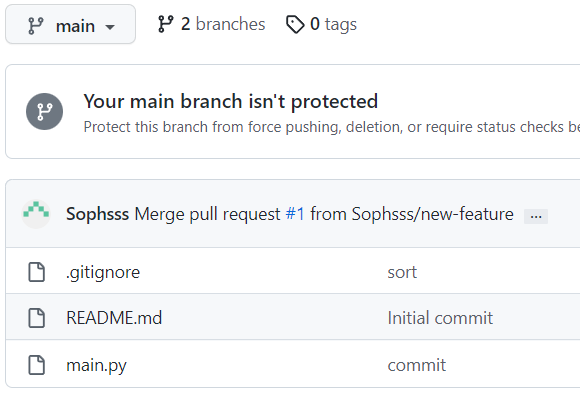 main 2 branches 0 tags
Your main branch isn't protected
Protect this branch from force pushing, deletion, or require status checks
Sophsss Merge pull request #1 from Sophsss/new-feature ...
.gitignore sort
README.md Initial commit
main.py commit